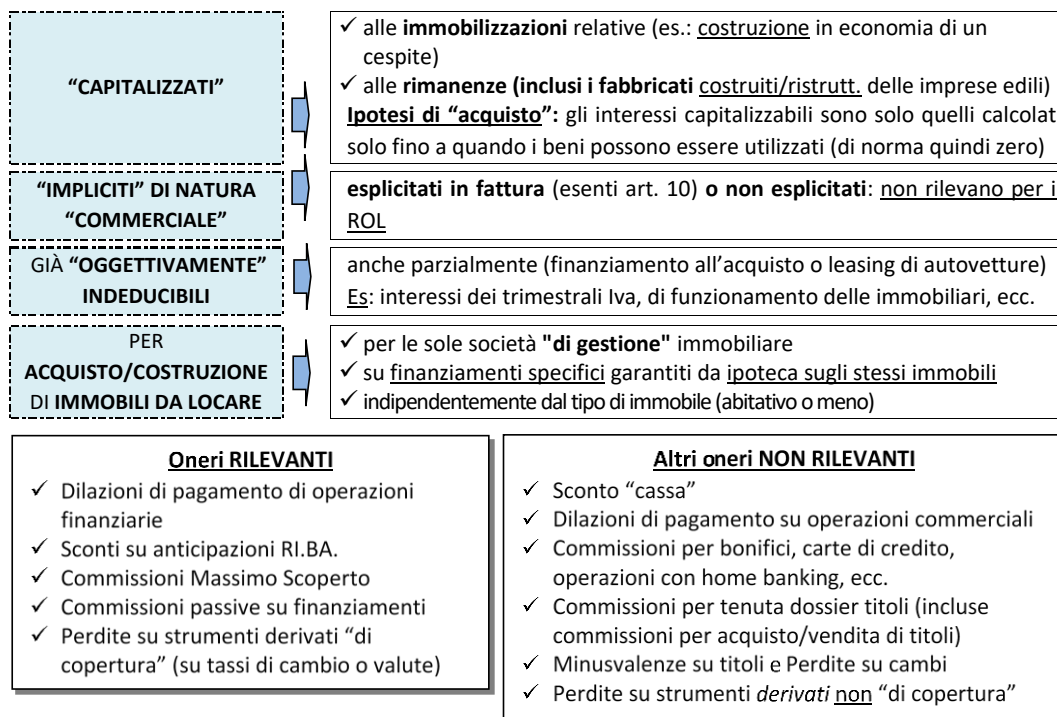 “CAPITALIZZATI”
✓ alle immobilizzazioni relative (es.: costruzione in economia di un
cespite)
✓ alle rimanenze (inclusi i fabbricati costruiti/ristrutt. delle imprese edili)
Ipotesi di “acquisto”: gli interessi capitalizzabili sono solo quelli calcolat
solo fino a quando i beni possono essere utilizzati (di norma quindi zero)
“IMPLICITI” DI NATURA
“COMMERCIALE”
esplicitati in fattura (esenti art. 10) o non esplicitati: non rilevano per i
ROL
GIÀ “OGGETTIVAMENTE”
INDEDUCIBILI
anche parzialmente (finanziamento all’acquisto o leasing di autovetture)
Es: interessi dei trimestrali Iva, di funzionamento delle immobiliari, ecc.
PER
ACQUISTO/COSTRUZIONE
DI IMMOBILI DA LOCARE
✓ per le sole società "di gestione" immobiliare
✓ su finanziamenti specifici garantiti da ipoteca sugli stessi immobili
✓ indipendentemente dal tipo di immobile (abitativo o meno)
Oneri RILEVANTI
✓ Dilazioni di pagamento di operazioni
finanziarie
✓ Sconti su anticipazioni RI.BA.
✓ Commissioni Massimo Scoperto
✓ Commissioni passive su finanziamenti
✓ Perdite su strumenti derivati “di
copertura” (su tassi di cambio o valute)
Altri oneri NON RILEVANTI
✓ Sconto “cassa”
✓ Dilazioni di pagamento su operazioni commerciali
✓ Commissioni per bonifici, carte di credito,
operazioni con home banking, ecc.
✓ Commissioni per tenuta dossier titoli (incluse
commissioni per acquisto/vendita di titoli)
✓ Minusvalenze su titoli e Perdite su cambi
✓ Perdite su strumenti derivati non “di copertura”